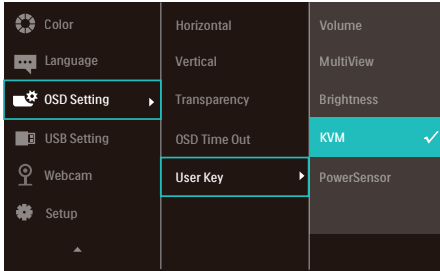 Color
Language
OSD Setting
USB Setting
Webcam
Setup
Horizontal
Vertical
Transparency
OSD Time Out
User Key
Volume
MultiView
Brightness
KVM
PowerSensor